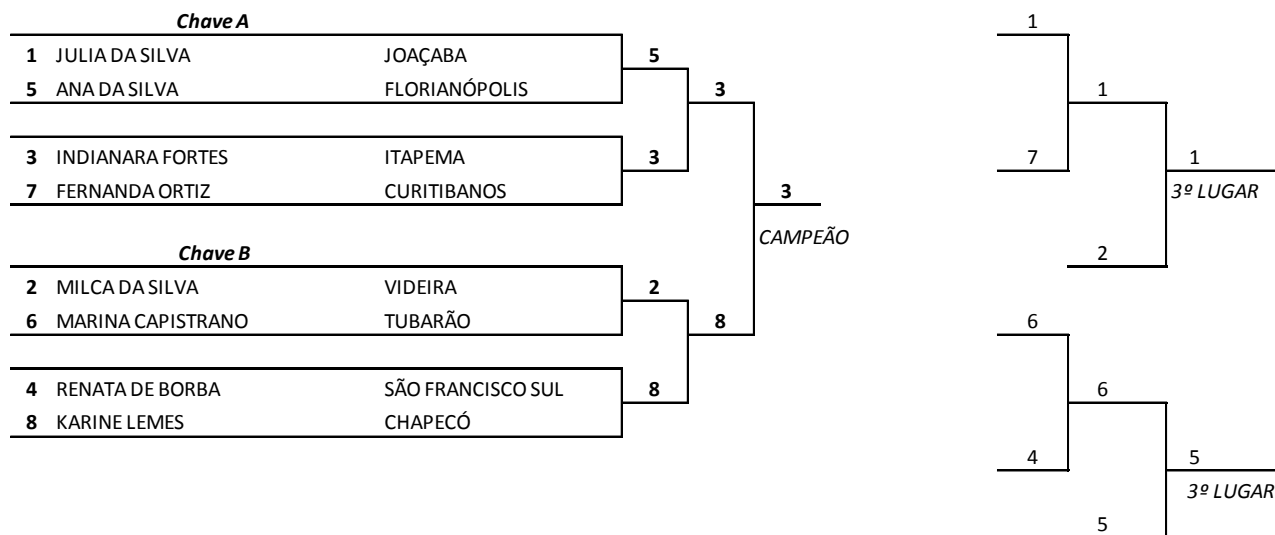 Chave A
1 JULIA DA SILVA JOAÇABA 5
5 ANA DA SILVA FLORIANÓPOLIS
3
3 INDIANARA FORTES ITAPEMA 3
7 FERNANDA ORTIZ CURITIBANOS
3
CAMPEÃO
Chave B
2 MILCA DA SILVA VIDEIRA 2
6 MARINA CAPISTRANO TUBARÃO
8
4 RENATA DE BORBA SÃO FRANCISCO SUL 8
8 KARINE LEMES CHAPECÓ
1
1
7
1
3º LUGAR
2
6
6
4
5
3º LUGAR
5